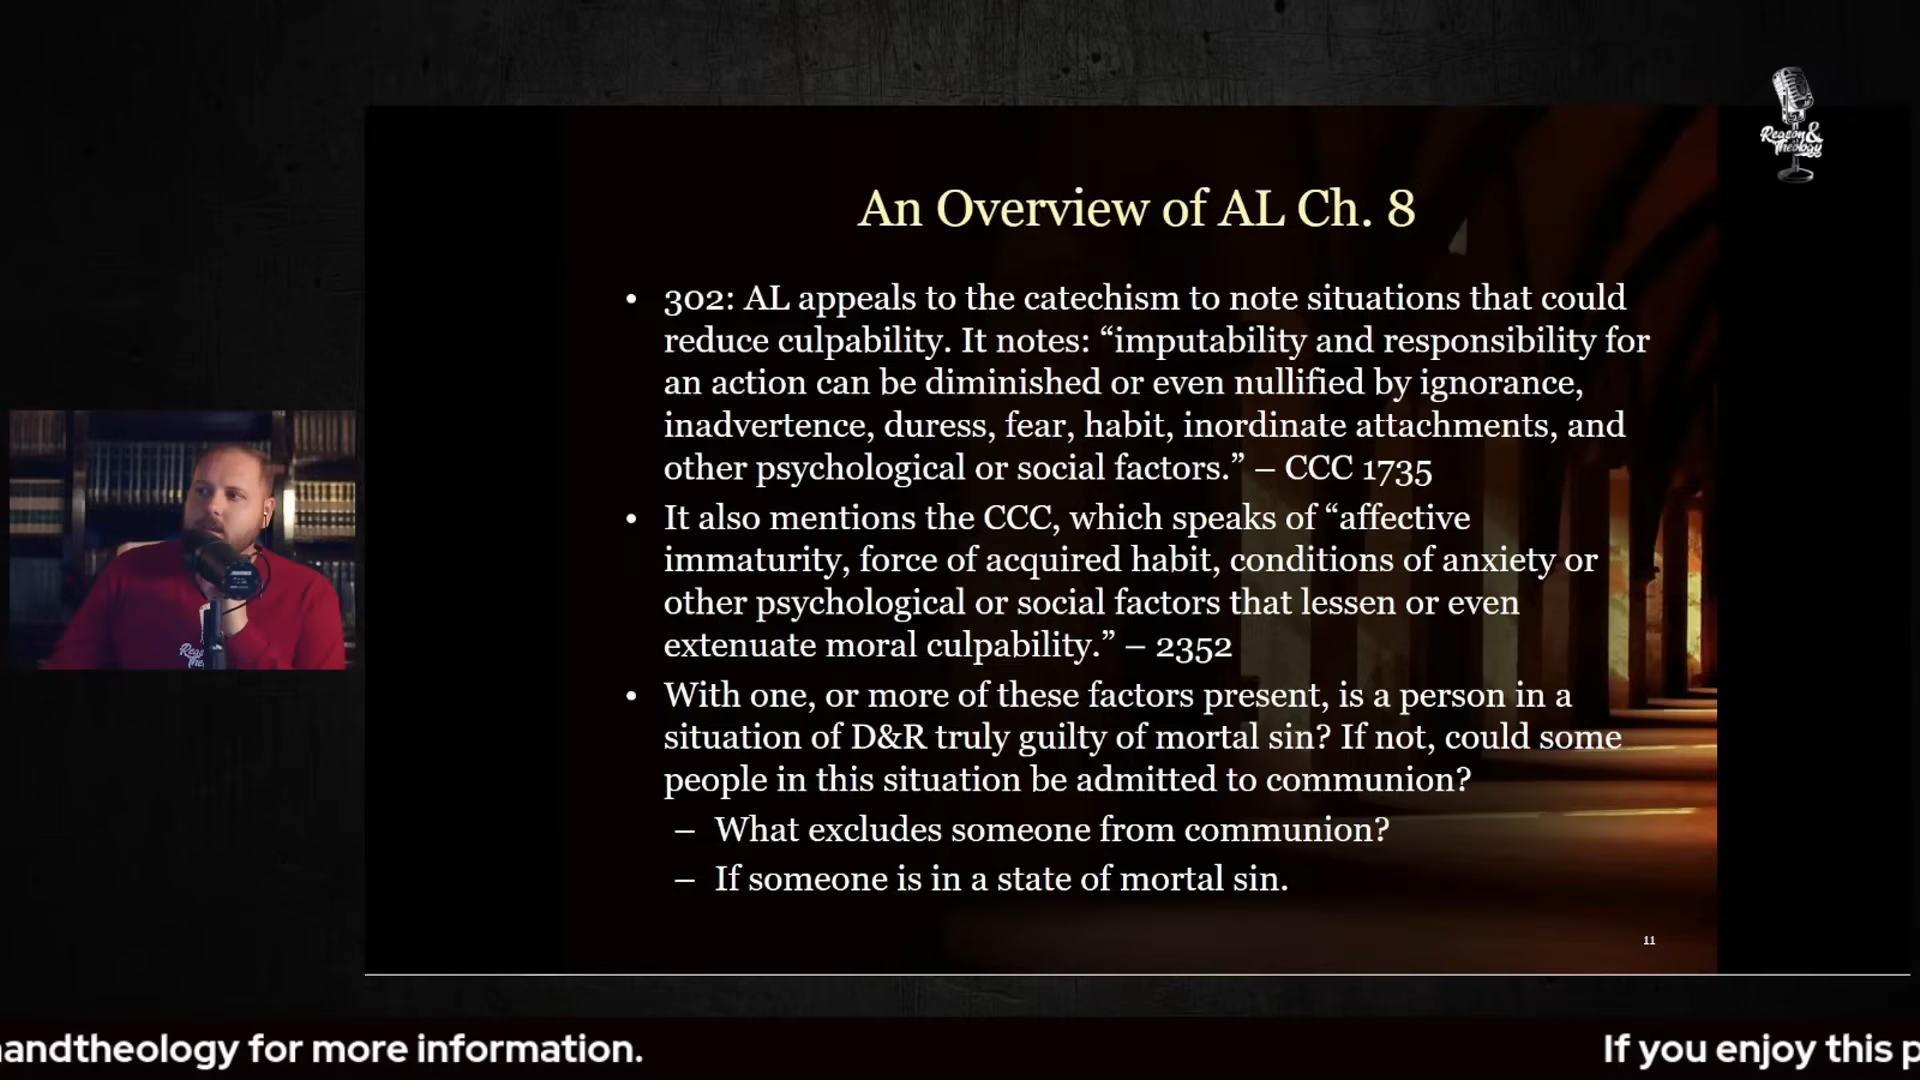 Reason &
Theology
An Overview of AL Ch. 8
• 302: AL appeals to the catechism to note situations that could
reduce culpability. It notes: “imputability and responsibility for
an action can be diminished or even nullified by ignorance,
inadvertence, duress, fear, habit, inordinate attachments, and
other psychological or social factors.” – CCC 1735
• It also mentions the CCC, which speaks of “affective
immaturity, force of acquired habit, conditions of anxiety or
other psychological or social factors that lessen or even
extenuate moral culpability.” – 2352
• With one, or more of these factors present, is a person in a
situation of D&R truly guilty of mortal sin? If not, could some
people in this situation be admitted to communion?
– What excludes someone from communion?
– If someone is in a state of mortal sin.
11
andtheology for more information.
If you enjoy this p